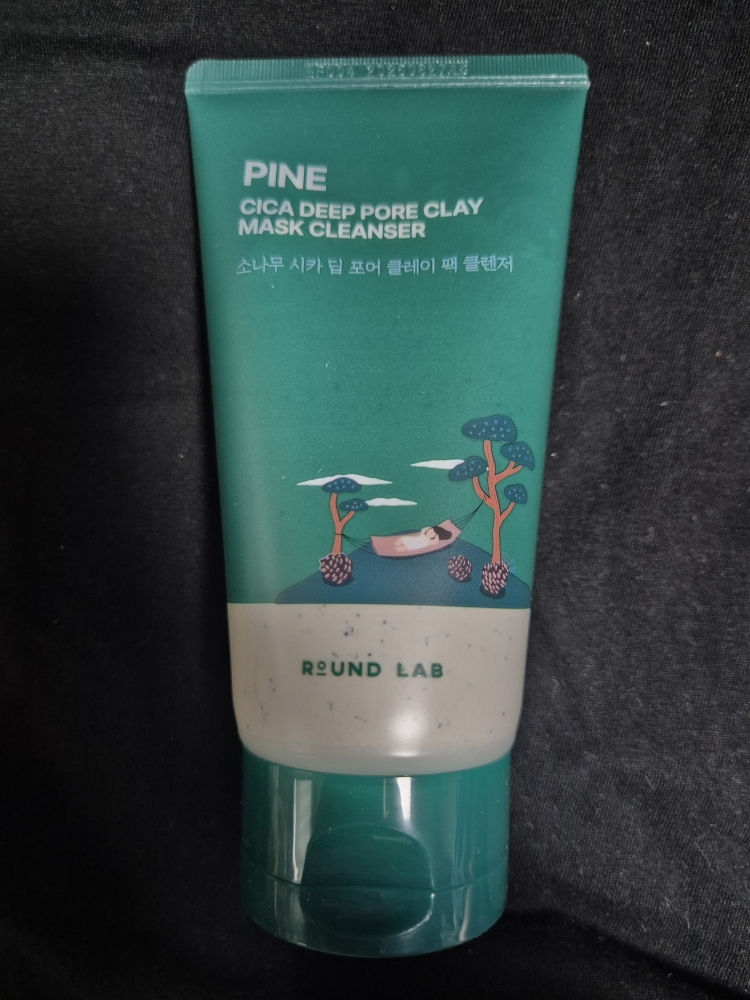 PINE
CICA DEEP PORE CLAY
MASK CLEANSER
소나무 시카 딥 포어 클레이 팩 클렌저
ROUND LAB